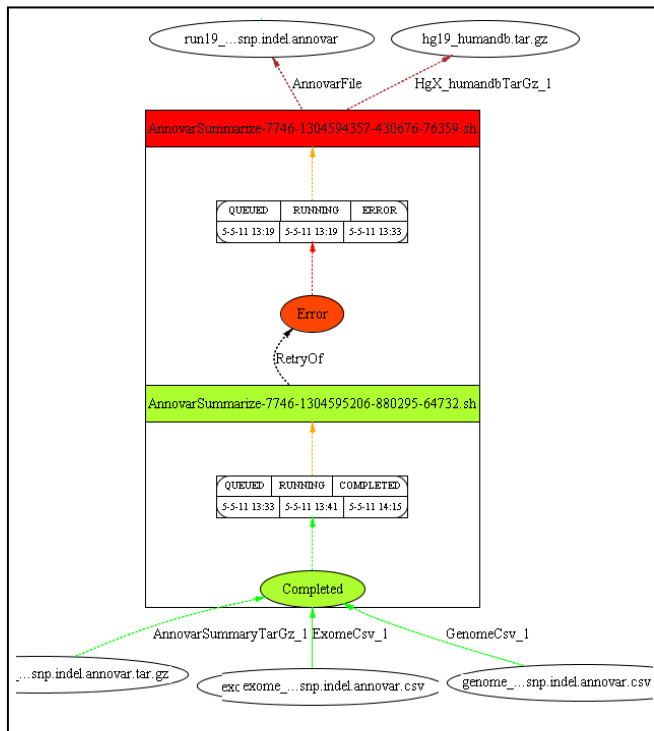 run19_...snp.indel.annovar
hg19_humandb.tar.gz
AnnovarFile
HgX_humandbTarGz_1
AnnovarSummarize-7746-1304594357-430676-76359.sh
QUEUED RUNNING ERROR
5-5-11 13:19 5-5-11 13:19 5-5-11 13:33
Error
RetryOf
AnnovarSummarize-7746-1304595206-880295-64732.sh
QUEUED RUNNING COMPLETED
5-5-11 13:33 5-5-11 13:41 5-5-11 14:15
Completed
AnnovarSummaryTarGz_1
ExomeCsv_1
GenomeCsv_1
_...snp.indel.annovar.tar.gz
exome_...snp.indel.annovar.csv
genome_...snp.indel.annovar.csv